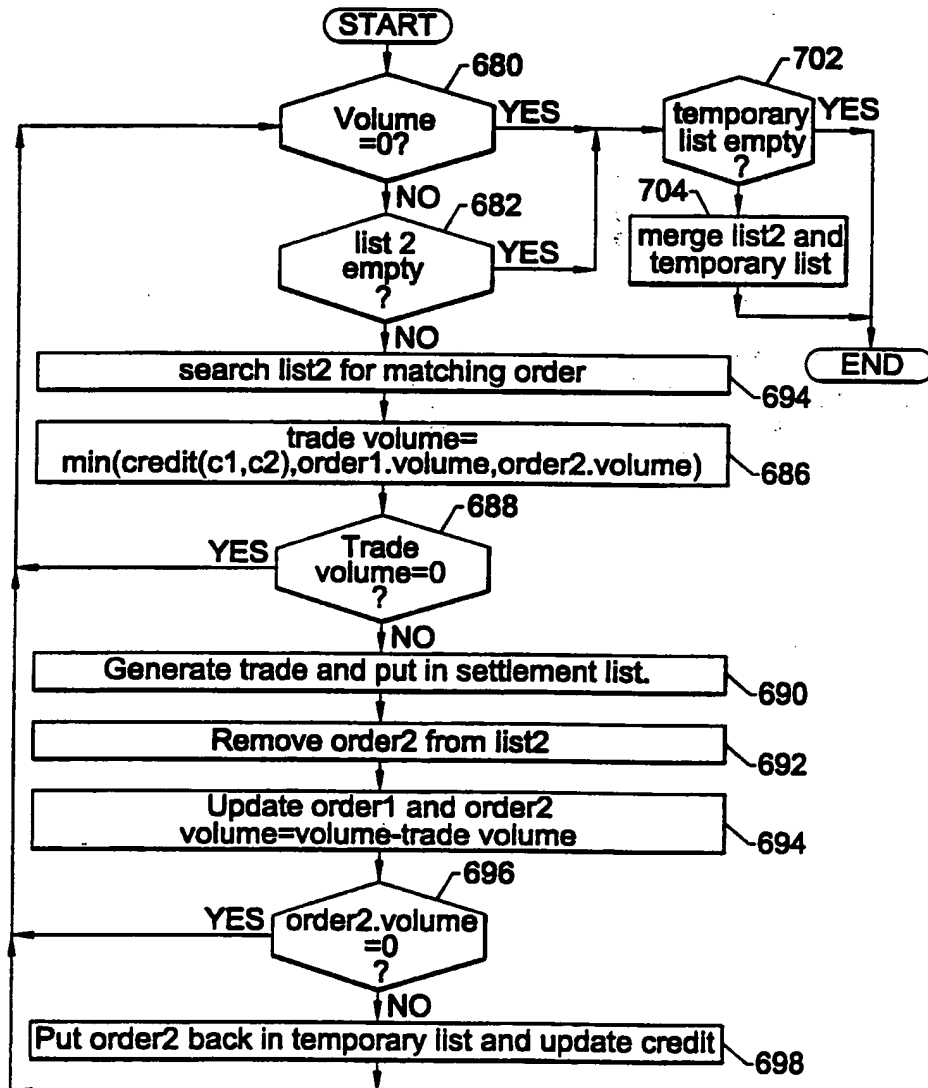 START
680
Volume
=0?
YES
702
temporary
list empty
?
YES
NO
682
list 2
empty
?
YES
704
merge list2 and
temporary list
NO
END
search list2 for matching order
694
trade volume=
min(credit(c1,c2),order1.volume,order2.volume)
686
688
YES
Trade
volume=0
?
NO
Generate trade and put in settlement list.
690
Remove order2 from list2
692
Update order1 and order2
volume=volume-trade volume
694
696
YES
order2.volume
=0
?
NO
Put order2 back in temporary list and update credit
698